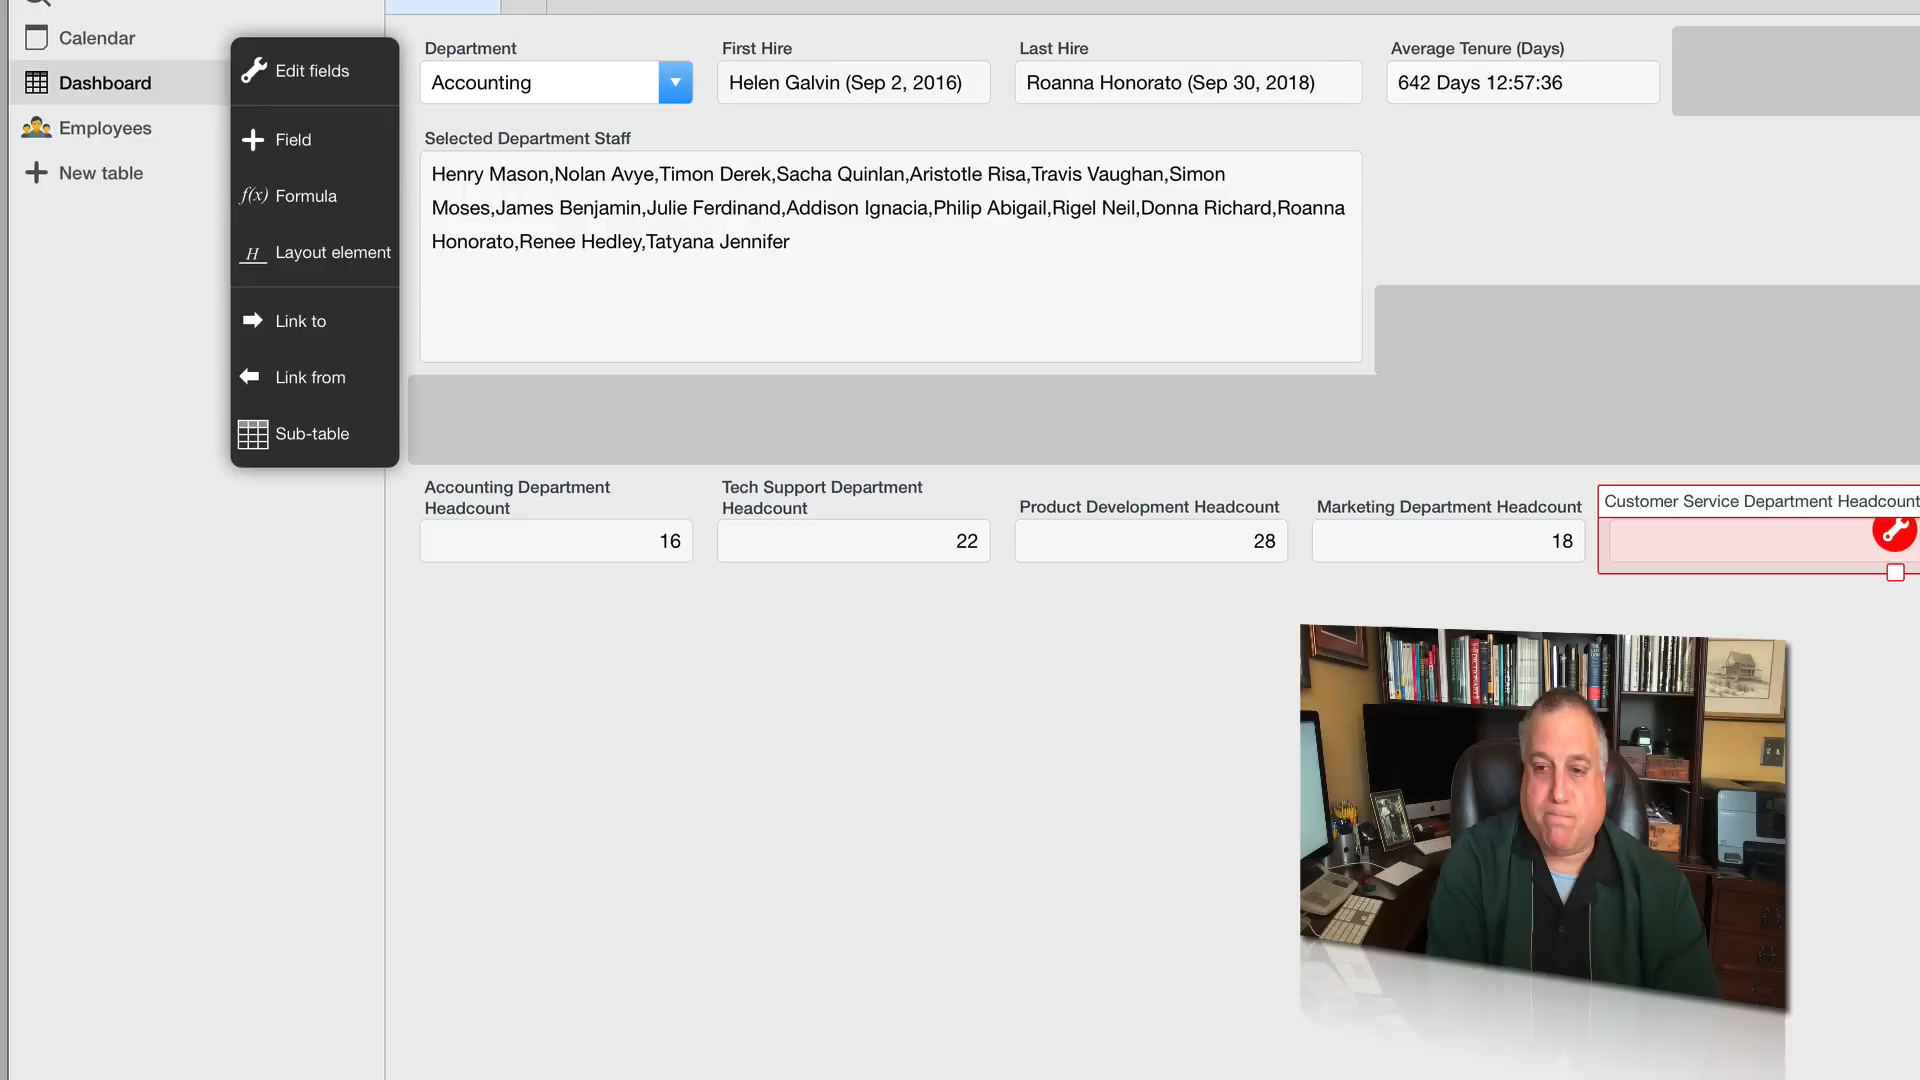 Calendar
Dashboard
Employees
New table
Edit fields
Field
f(x) Formula
H Layout element
Link to
Link from
Sub-table
Department
Accounting
First Hire
Helen Galvin (Sep 2, 2016)
Last Hire
Roanna Honorato (Sep 30, 2018)
Average Tenure (Days)
642 Days 12:57:36
Selected Department Staff
Henry Mason,Nolan Avye,Timon Derek,Sacha Quinlan,Aristotle Risa,Travis Vaughan,Simon
Moses,James Benjamin,Julie Ferdinand,Addison Ignacia,Philip Abigail,Rigel Neil,Donna Richard,Roanna
Honorato,Renee Hedley,Tatyana Jennifer
Accounting Department
Headcount
16
Tech Support Department
Headcount
22
Product Development Headcount
28
Marketing Department Headcount
18
Customer Service Department Headcount